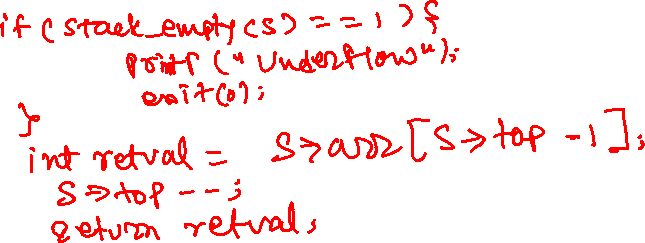 if(stack_empty(s)==1){
printf("Underflow");
exit(0);
}
int retval = S->arr[S->top -1];
S->top--;
return retval;